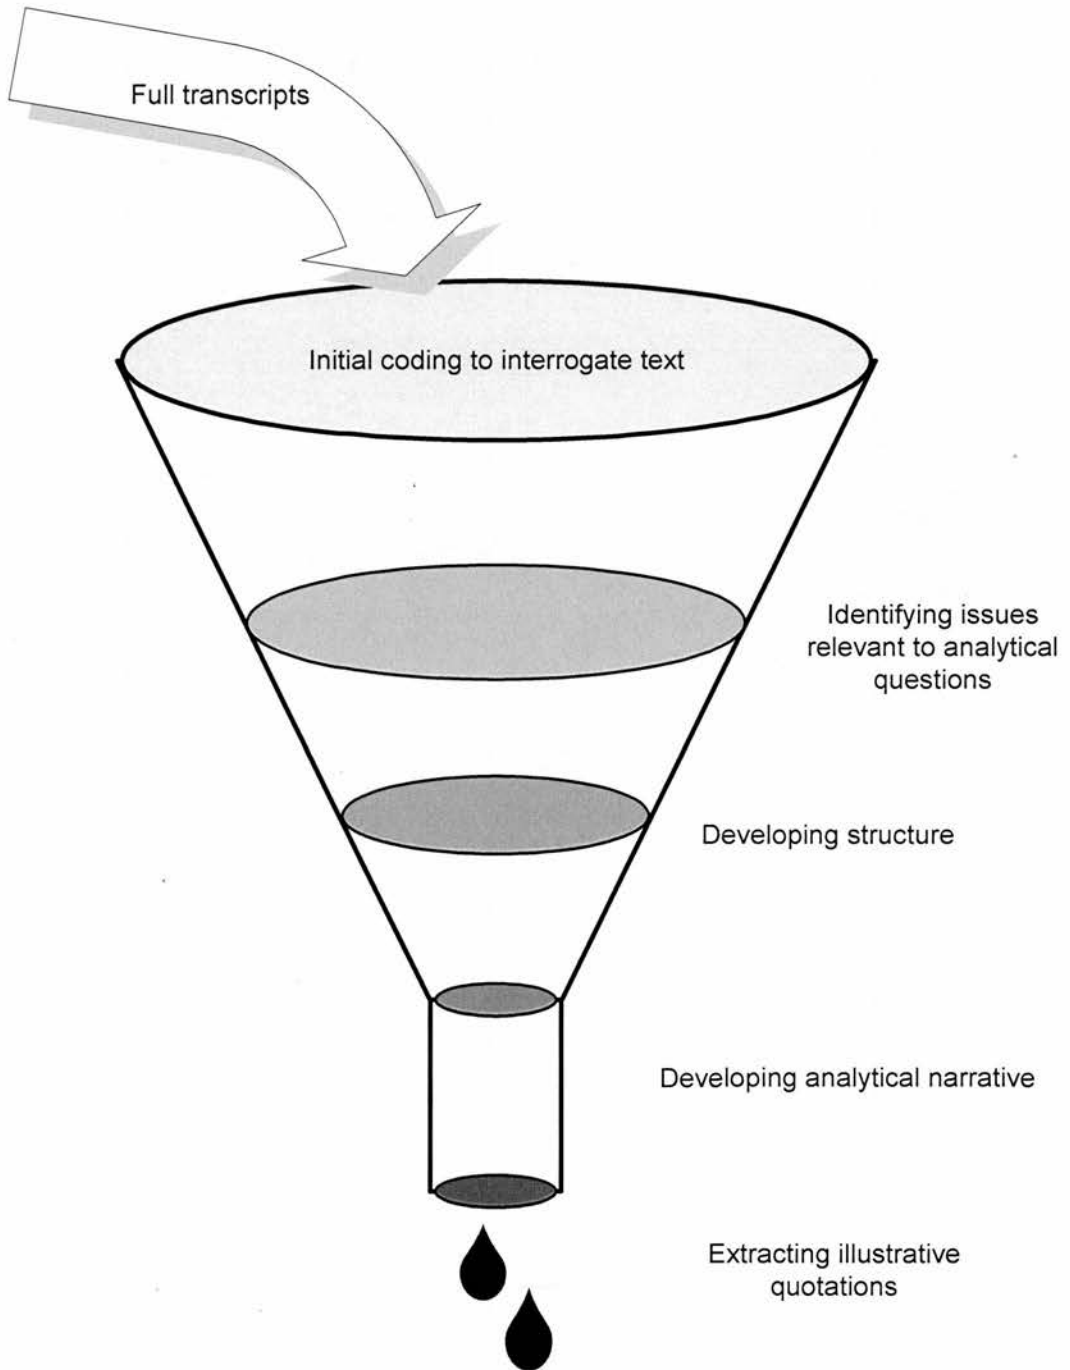 Full transcripts
Initial coding to interrogate text
Identifying issues
relevant to analytical
questions
Developing structure
Developing analytical narrative
Extracting illustrative
quotations